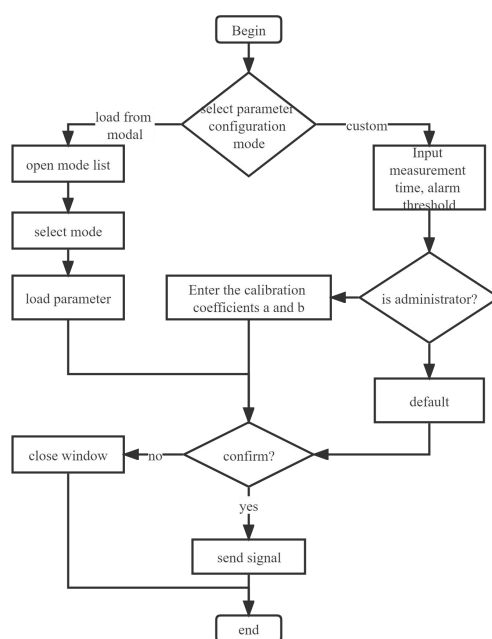 Begin
select parameter
configuration
mode
load from
modal
custom
open mode list
Input
measurement
time, alarm
threshold
select mode
load parameter
Enter the calibration
coefficients a and b
is administrator?
default
close window
no
confirm?
yes
send signal
end